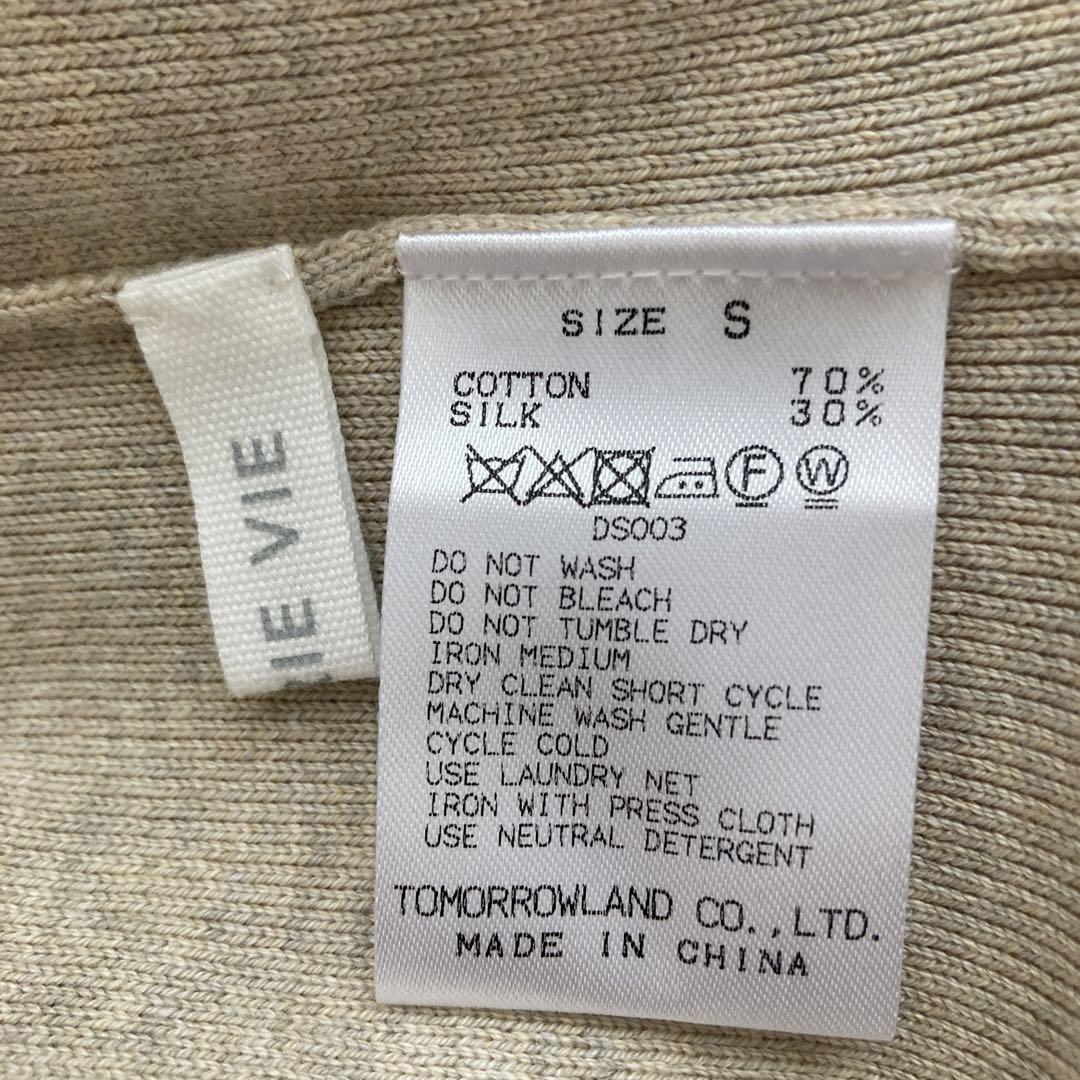 VIE
SIZE S
COTTON 70%
SILK 30%
F W
DS003
DO NOT WASH
DO NOT BLEACH
DO NOT TUMBLE DRY
IRON MEDIUM
DRY CLEAN SHORT CYCLE
MACHINE WASH GENTLE
CYCLE COLD
USE LAUNDRY NET
IRON WITH PRESS CLOTH
USE NEUTRAL DETERGENT
TOMORROWLAND CO., LTD.
MADE IN CHINA